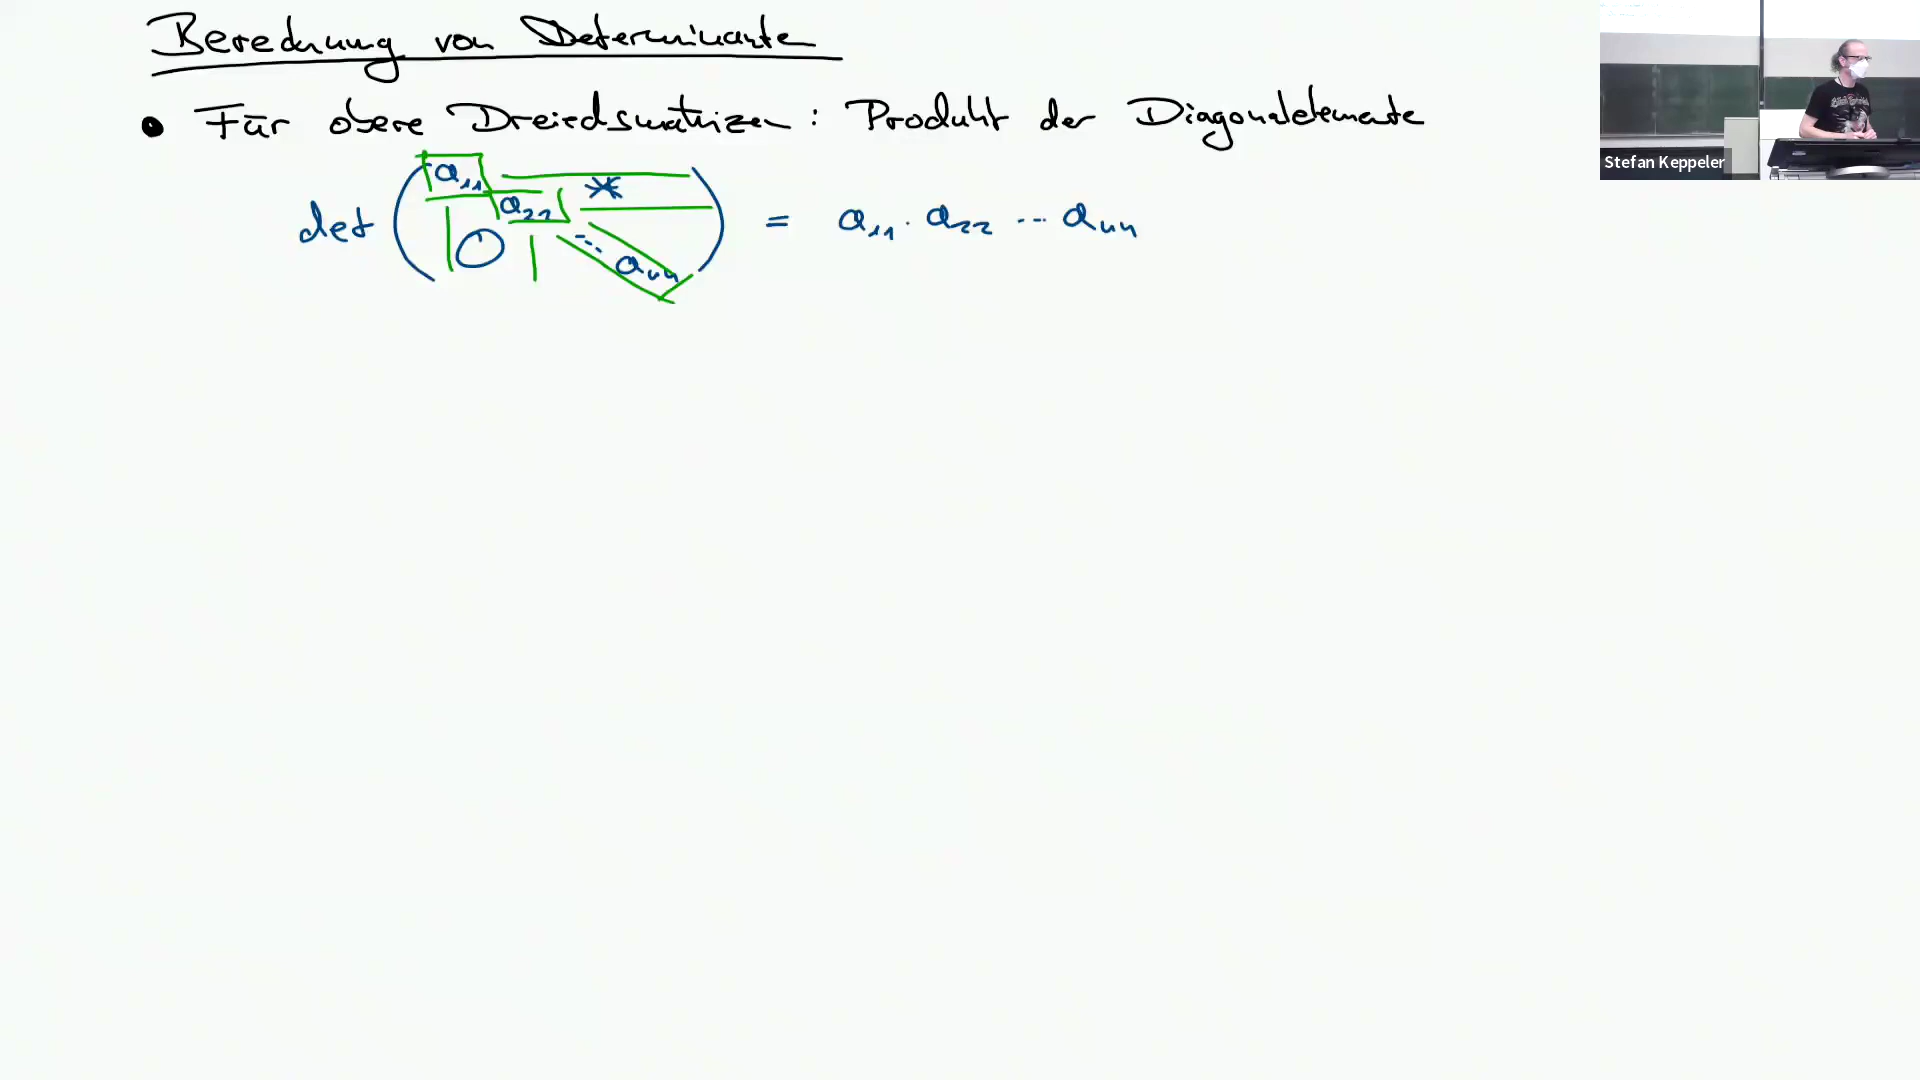 Berechnung von Determinante
• Für obere Dreiecksmatrizen: Produkt der Diagonalelemente
det ( a₁₁ a₂₂ * 0 ⋱ aₙₙ ) = a₁₁ · a₂₂ ··· aₙₙ
Stefan Keppeler